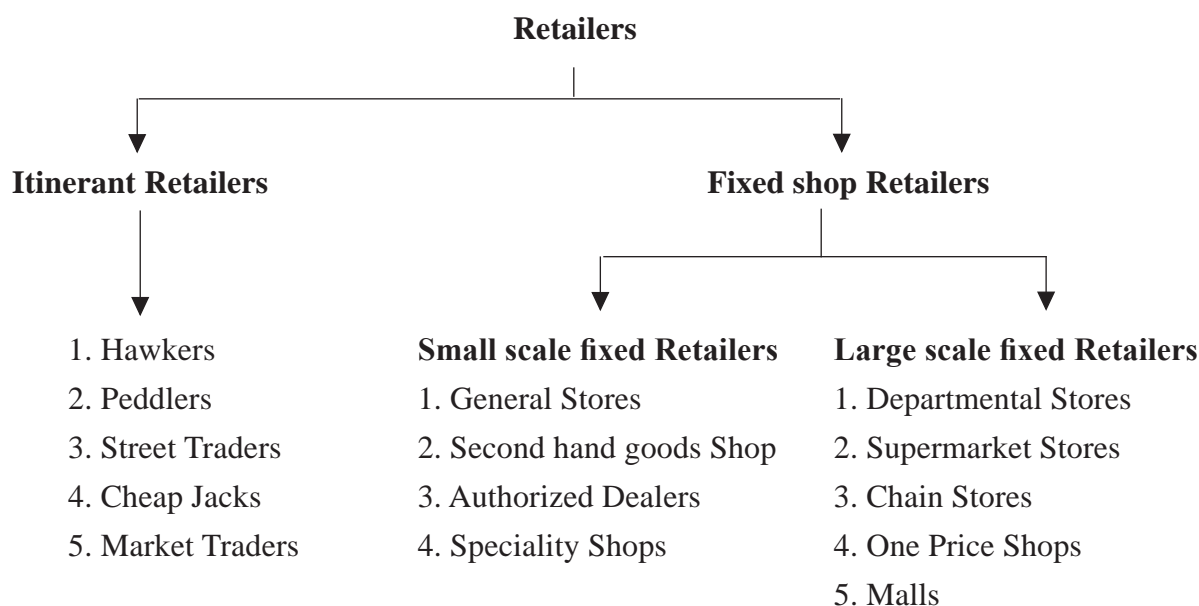 Retailers
Itinerant Retailers
Fixed shop Retailers
1. Hawkers
2. Peddlers
3. Street Traders
4. Cheap Jacks
5. Market Traders
Small scale fixed Retailers
1. General Stores
2. Second hand goods Shop
3. Authorized Dealers
4. Speciality Shops
Large scale fixed Retailers
1. Departmental Stores
2. Supermarket Stores
3. Chain Stores
4. One Price Shops
5. Malls